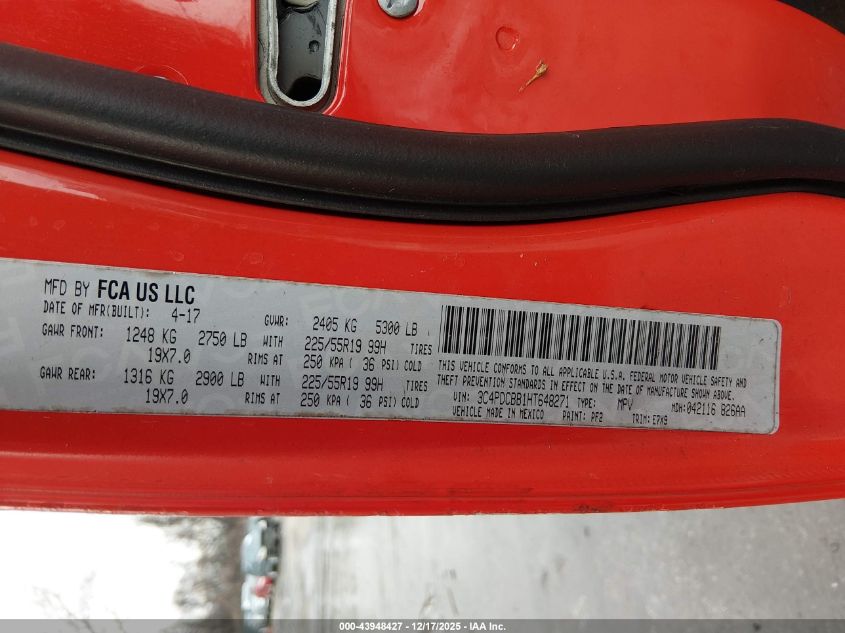 MFD BY FCA US LLC
DATE OF MFR(BUILT): 4-17 GVWR: 2405 KG 5300 LB
GAWR FRONT: 1248 KG 2750 LB WITH 225/55R19 99H TIRES
19X7.0 RIMS AT 250 KPA ( 36 PSI) COLD
GAWR REAR: 1316 KG 2900 LB WITH 225/55R19 99H TIRES
19X7.0 RIMS AT 250 KPA ( 36 PSI) COLD
THIS VEHICLE CONFORMS TO ALL APPLICABLE U.S.A. FEDERAL MOTOR VEHICLE SAFETY AND
THEFT PREVENTION STANDARDS IN EFFECT ON THE DATE OF MANUFACTURE SHOWN ABOVE.
VIN: 3C4PDCBB1HT648271 TYPE: MPV MDH: 042116 826AA
VEHICLE MADE IN MEXICO PAINT: PF2 TRIM: E7X9
000-43948427 - 12/17/2025 - IAA Inc.